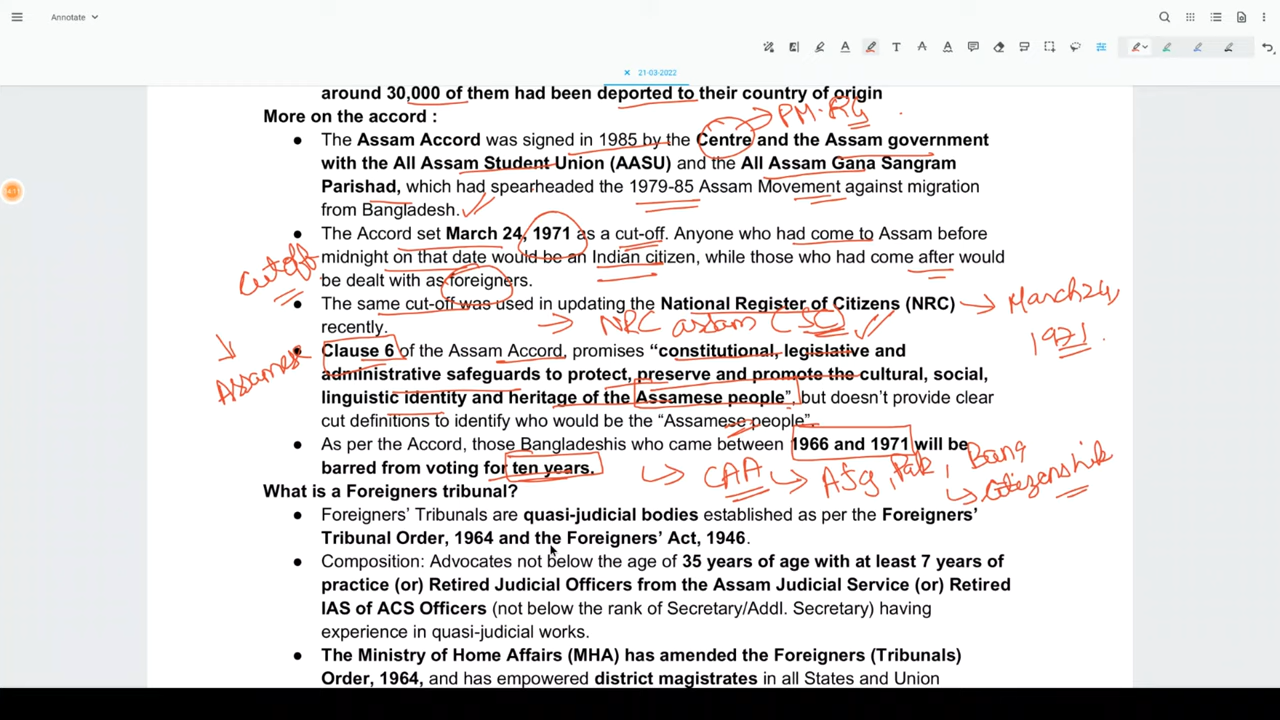 Annotate
21-03-2022
around 30,000 of them had been deported to their country of origin
More on the accord :
→ PM. RG
• The Assam Accord was signed in 1985 by the Centre and the Assam government
with the All Assam Student Union (AASU) and the All Assam Gana Sangram
Parishad, which had spearheaded the 1979-85 Assam Movement against migration
from Bangladesh.
• The Accord set March 24, 1971 as a cut-off. Anyone who had come to Assam before
midnight on that date would be an Indian citizen, while those who had come after would
be dealt with as foreigners.
Cutoff
• The same cut-off was used in updating the National Register of Citizens (NRC)
recently.
→ March 24,
1971
→ NRC assam (SC)
• Clause 6 of the Assam Accord, promises “constitutional, legislative and
administrative safeguards to protect, preserve and promote the cultural, social,
linguistic identity and heritage of the Assamese people”, but doesn’t provide clear
cut definitions to identify who would be the “Assamese people”.
Assamese
• As per the Accord, those Bangladeshis who came between 1966 and 1971 will be
barred from voting for ten years.
→ CAA → Afg, Pak, Bang
→ Citizenship
What is a Foreigners tribunal?
• Foreigners’ Tribunals are quasi-judicial bodies established as per the Foreigners’
Tribunal Order, 1964 and the Foreigners’ Act, 1946.
• Composition: Advocates not below the age of 35 years of age with at least 7 years of
practice (or) Retired Judicial Officers from the Assam Judicial Service (or) Retired
IAS of ACS Officers (not below the rank of Secretary/Addl. Secretary) having
experience in quasi-judicial works.
• The Ministry of Home Affairs (MHA) has amended the Foreigners (Tribunals)
Order, 1964, and has empowered district magistrates in all States and Union